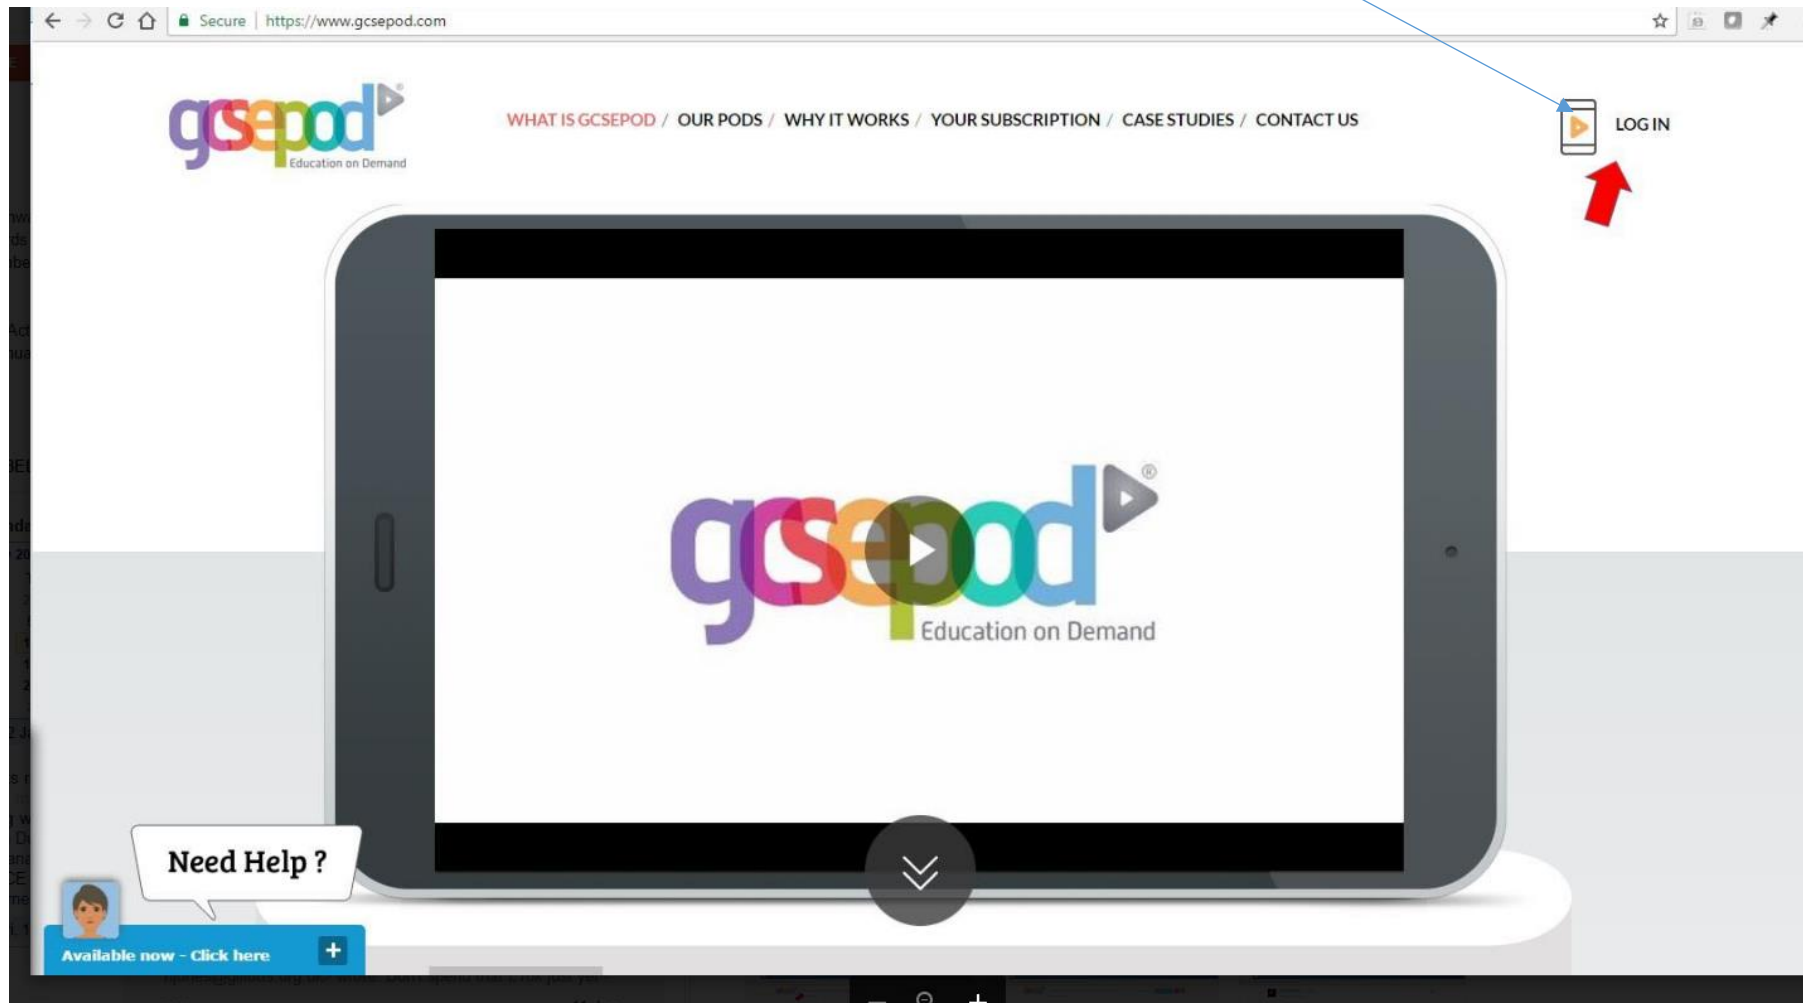 Secure | https://www.gcsepod.com
gcsepod®
Education on Demand
WHAT IS GCSEPOD / OUR PODS / WHY IT WORKS / YOUR SUBSCRIPTION / CASE STUDIES / CONTACT US
LOG IN
gcsepod®
Education on Demand
Need Help ?
Available now - Click here